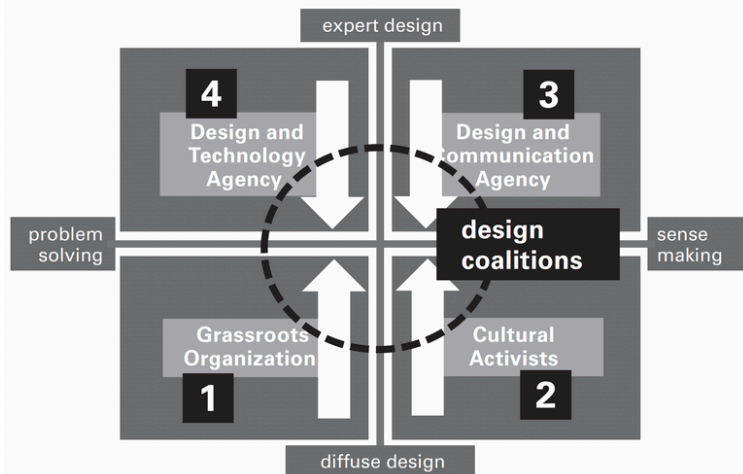 expert design
4
3
Design and
Technology
Agency
Design and
Communication
Agency
problem
solving
design
coalitions
sense
making
Grassroots
Organization
Cultural
Activists
1
2
diffuse design